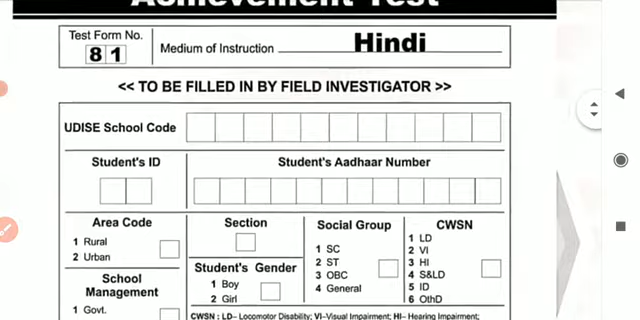 Achievement Test
Test Form No.
81
Medium of Instruction Hindi
<< TO BE FILLED IN BY FIELD INVESTIGATOR >>
UDISE School Code
Student's ID
Student's Aadhaar Number
Area Code
1 Rural
2 Urban
School
Management
1 Govt.
Section
Student's Gender
1 Boy
2 Girl
Social Group
1 SC
2 ST
3 OBC
4 General
CWSN
1 LD
2 VI
3 HI
4 S&LD
5 ID
6 OthD
CWSN : LD– Locomotor Disability; VI–Visual Impairment; HI– Hearing Impairment;